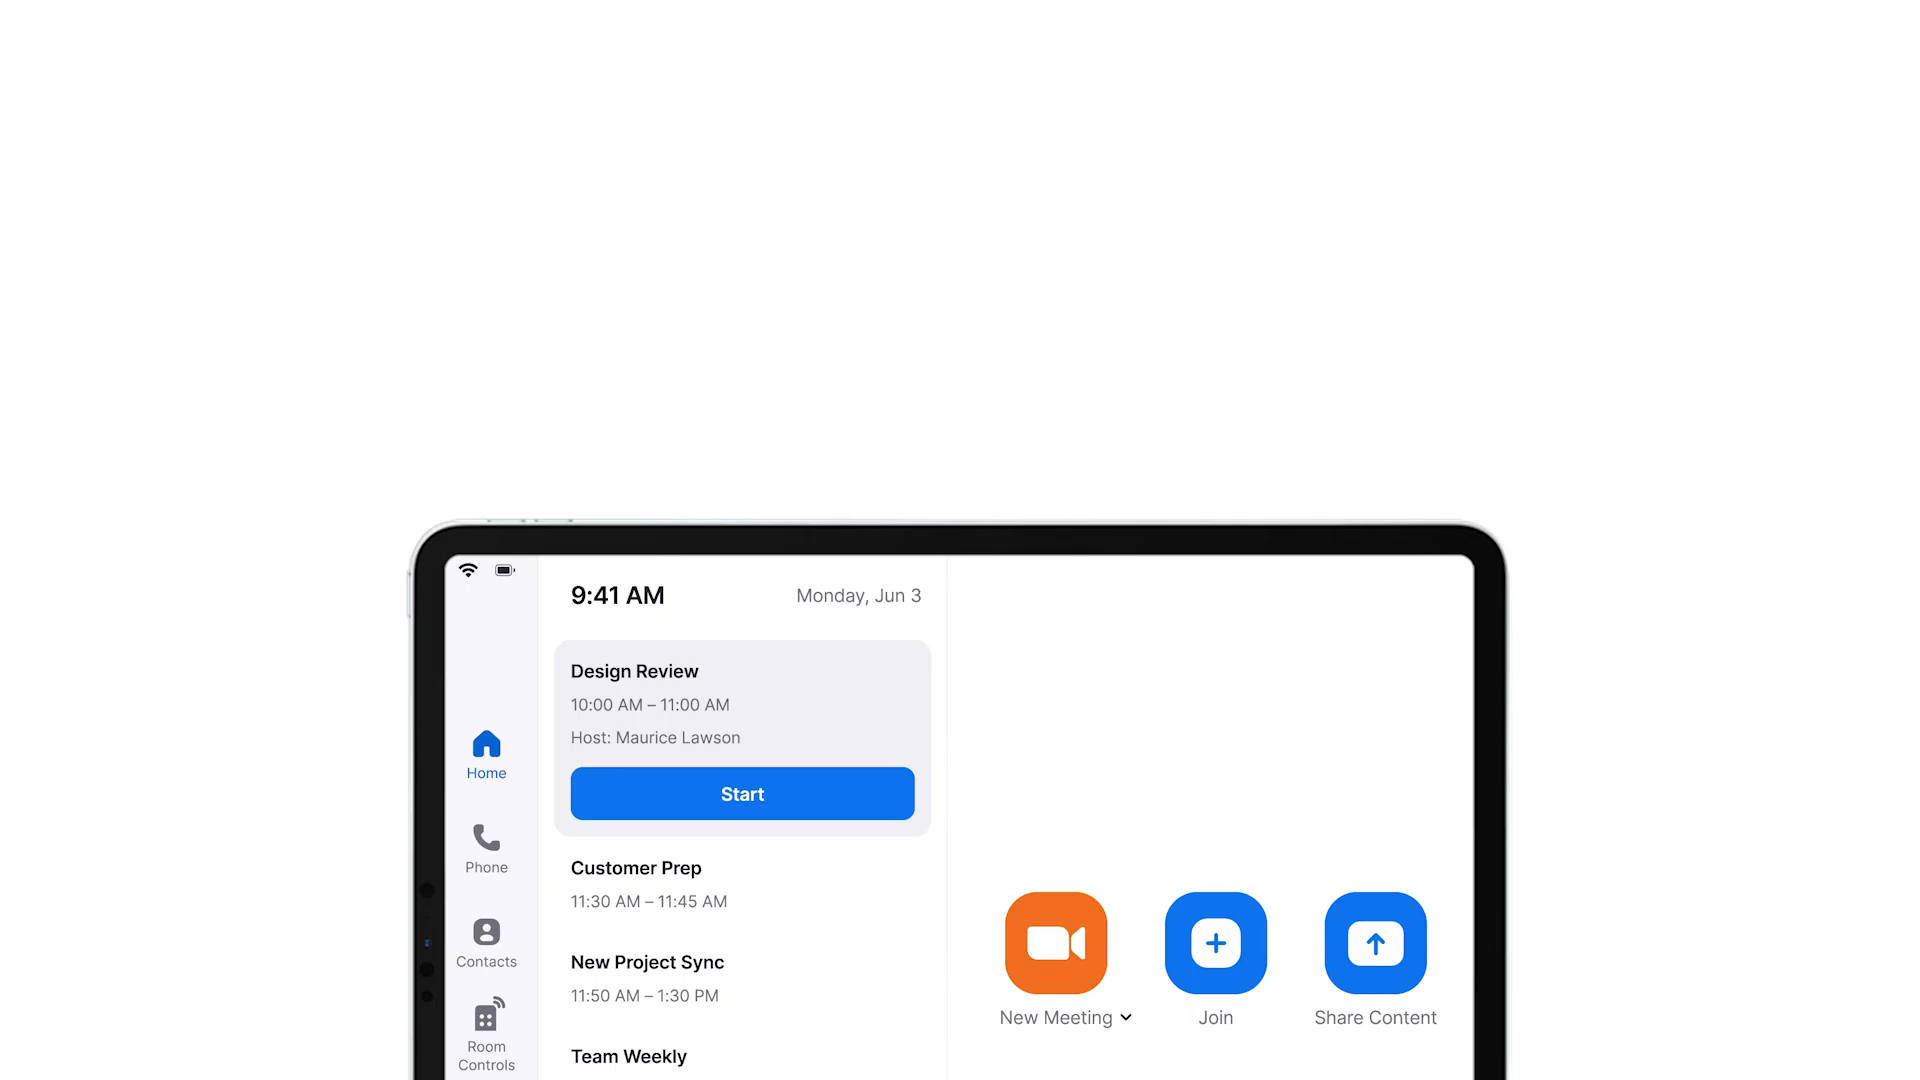 9:41 AM
Monday, Jun 3
Design Review
10:00 AM – 11:00 AM
Host: Maurice Lawson
Start
Customer Prep
11:30 AM – 11:45 AM
New Project Sync
11:50 AM – 1:30 PM
Team Weekly
Home
Phone
Contacts
Room
Controls
New Meeting
Join
Share Content